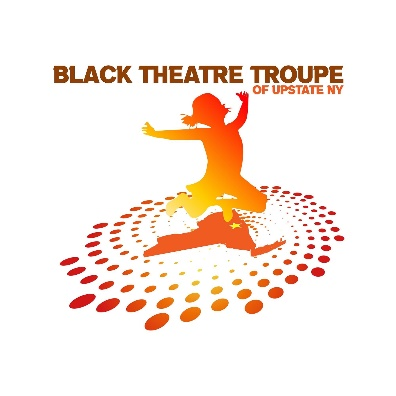 BLACK THEATRE TROUPE
OF UPSTATE NY